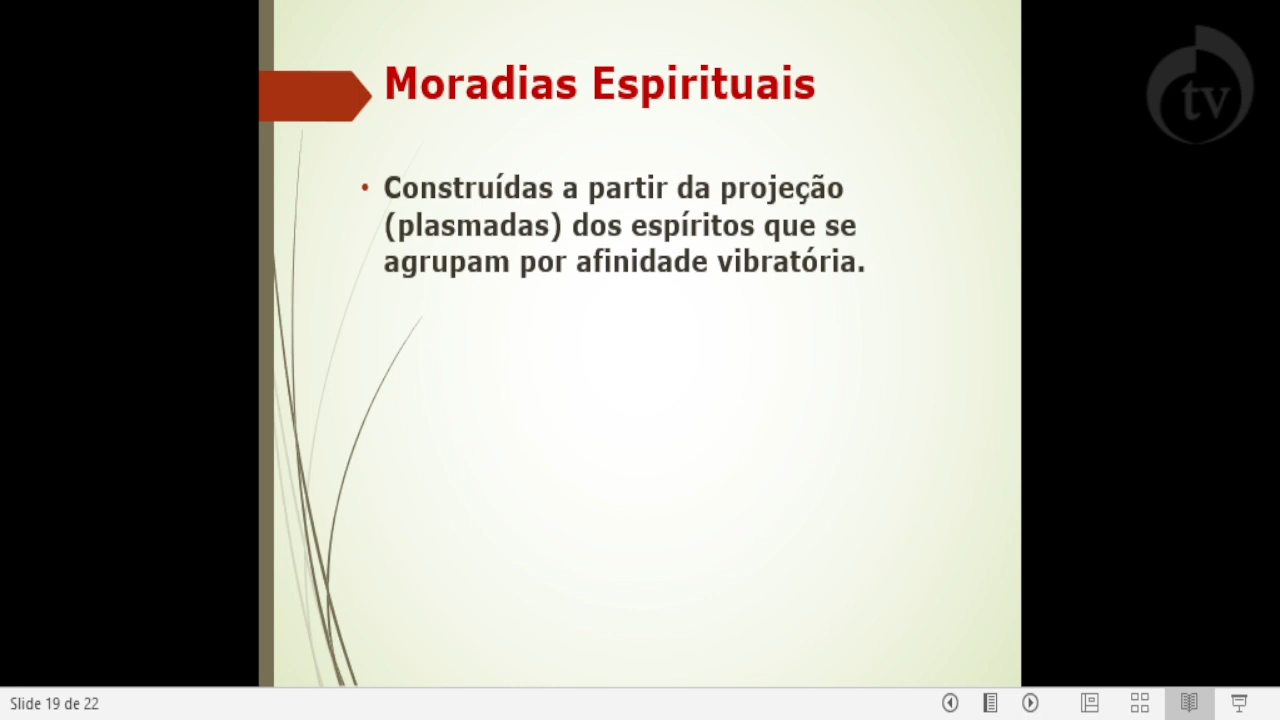 tv
Moradias Espirituais
• Construídas a partir da projeção
(plasmadas) dos espíritos que se
agrupam por afinidade vibratória.
Slide 19 de 22